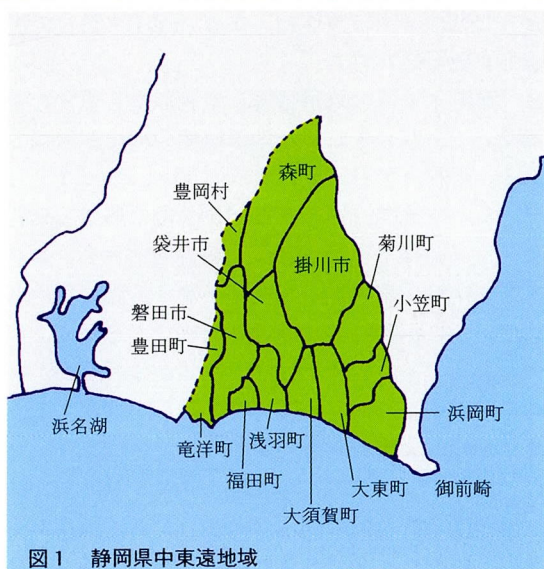 森町
豊岡村
袋井市
掛川市
菊川町
磐田市
小笠町
豊田町
浜名湖
浜岡町
竜洋町
浅羽町
福田町
大東町
御前崎
大須賀町
図1 静岡県中東遠地域